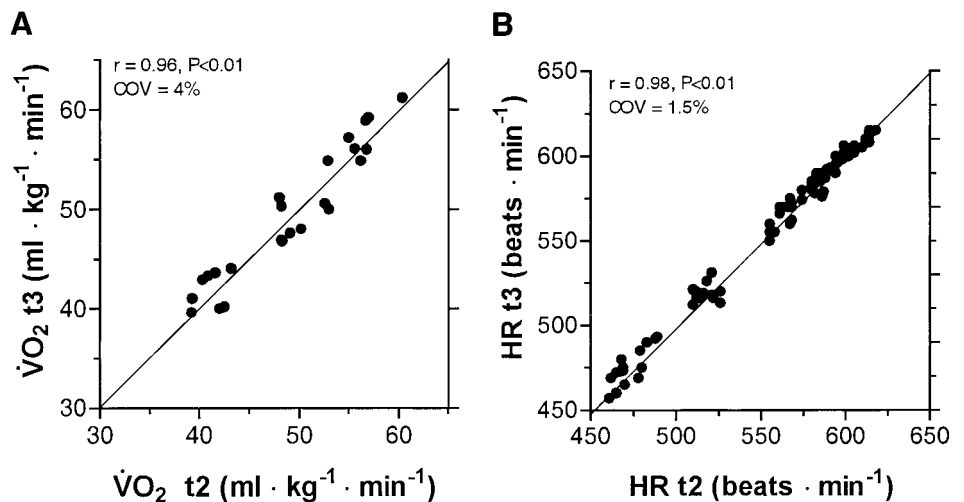 A
r = 0.96, P<0.01
COV = 4%
V̇O₂ t3 (ml · kg⁻¹ · min⁻¹)
60
50
40
30
30 40 50 60
V̇O₂ t2 (ml · kg⁻¹ · min⁻¹)
B
r = 0.98, P<0.01
COV = 1.5%
HR t3 (beats · min⁻¹)
650
600
550
500
450
450 500 550 600 650
HR t2 (beats · min⁻¹)